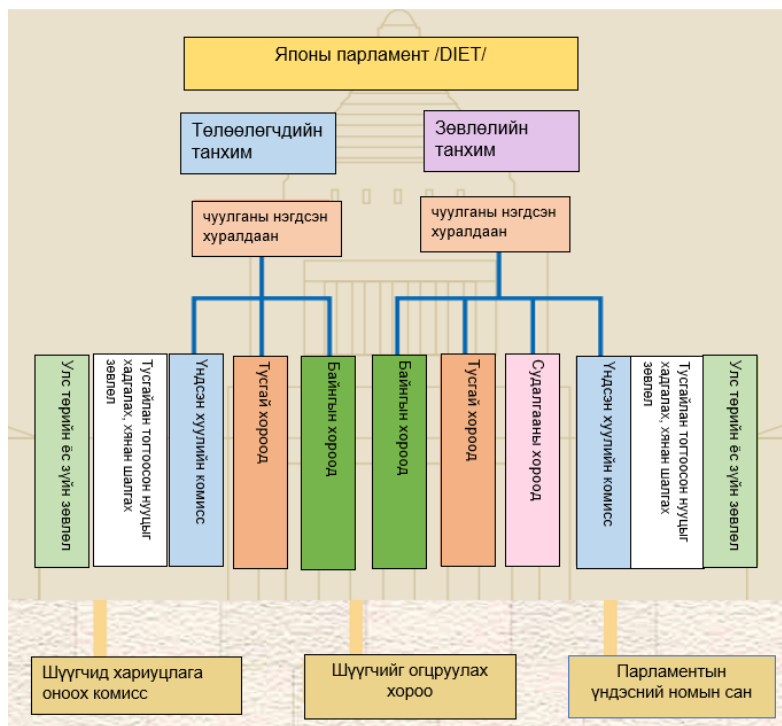 Японы парламент /DIET/
Төлөөлөгчдийн
танхим
Зөвлөлийн
танхим
чуулганы нэгдсэн
хуралдаан
чуулганы нэгдсэн
хуралдаан
Улс төрийн ёс зүйн зөвлөл
Тусгайлан тогтоосон нууцыг
хадгалах, хянан шалгах
зөвлөл
Үндсэн хуулийн комисс
Тусгай хороод
Байнгын хороод
Байнгын хороод
Тусгай хороод
Судалгааны хороод
Үндсэн хуулийн комисс
Тусгайлан тогтоосон нууцыг
хадгалах, хянан шалгах
зөвлөл
Улс төрийн ёс зүйн зөвлөл
Шүүгчид хариуцлага
оноох комисс
Шүүгчийг огцруулах
хороо
Парламентын
үндэсний номын сан